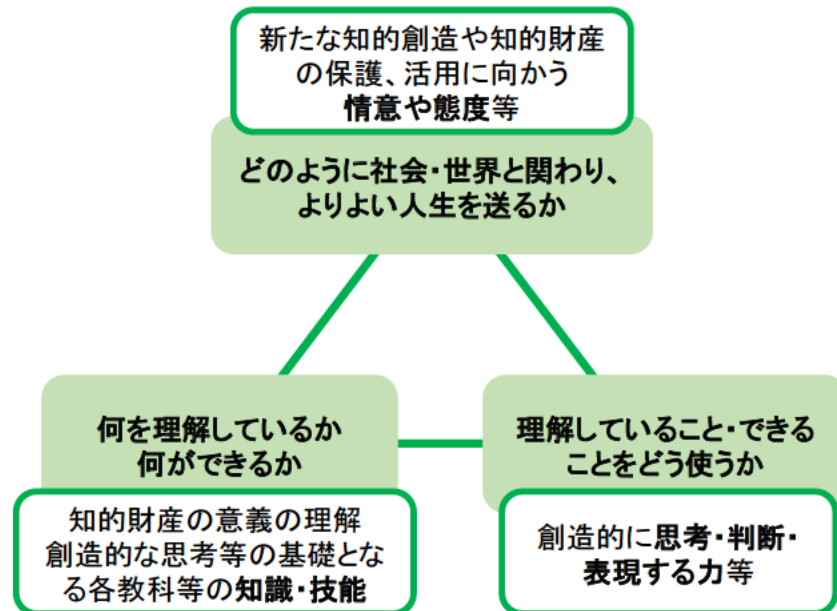 新たな知的創造や知的財産
の保護、活用に向かう
情意や態度等
どのように社会・世界と関わり、
よりよい人生を送るか
何を理解しているか
何ができるか
知的財産の意義の理解
創造的な思考等の基礎とな
る各教科等の知識・技能
理解していること・できる
ことをどう使うか
創造的に思考・判断・
表現する力等